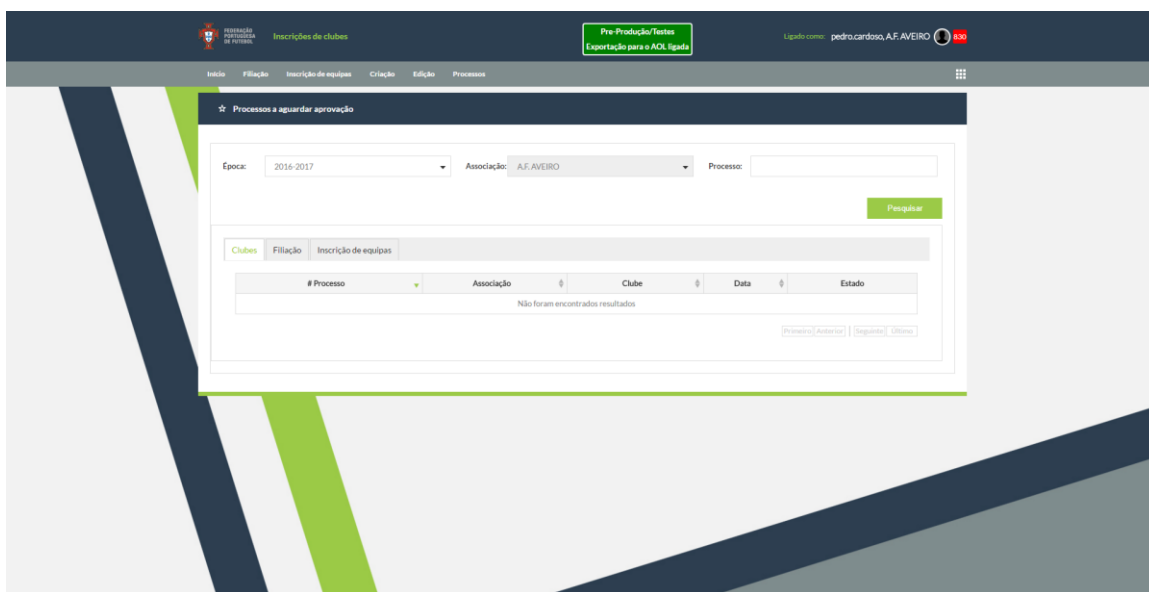 FEDERAÇÃO
PORTUGUESA
DE FUTEBOL
Inscrições de clubes
Pre-Produção/Testes
Exportação para o AOL ligada
Ligado como: pedro.cardoso, A.F. AVEIRO 830
Início Filiação Inscrição de equipas Criação Edição Processos
Processos a aguardar aprovação
Época: 2016-2017 Associação: A.F. AVEIRO Processo:
Pesquisar
Clubes Filiação Inscrição de equipas
# Processo Associação Clube Data Estado
Não foram encontrados resultados
Primeiro Anterior Seguinte Último